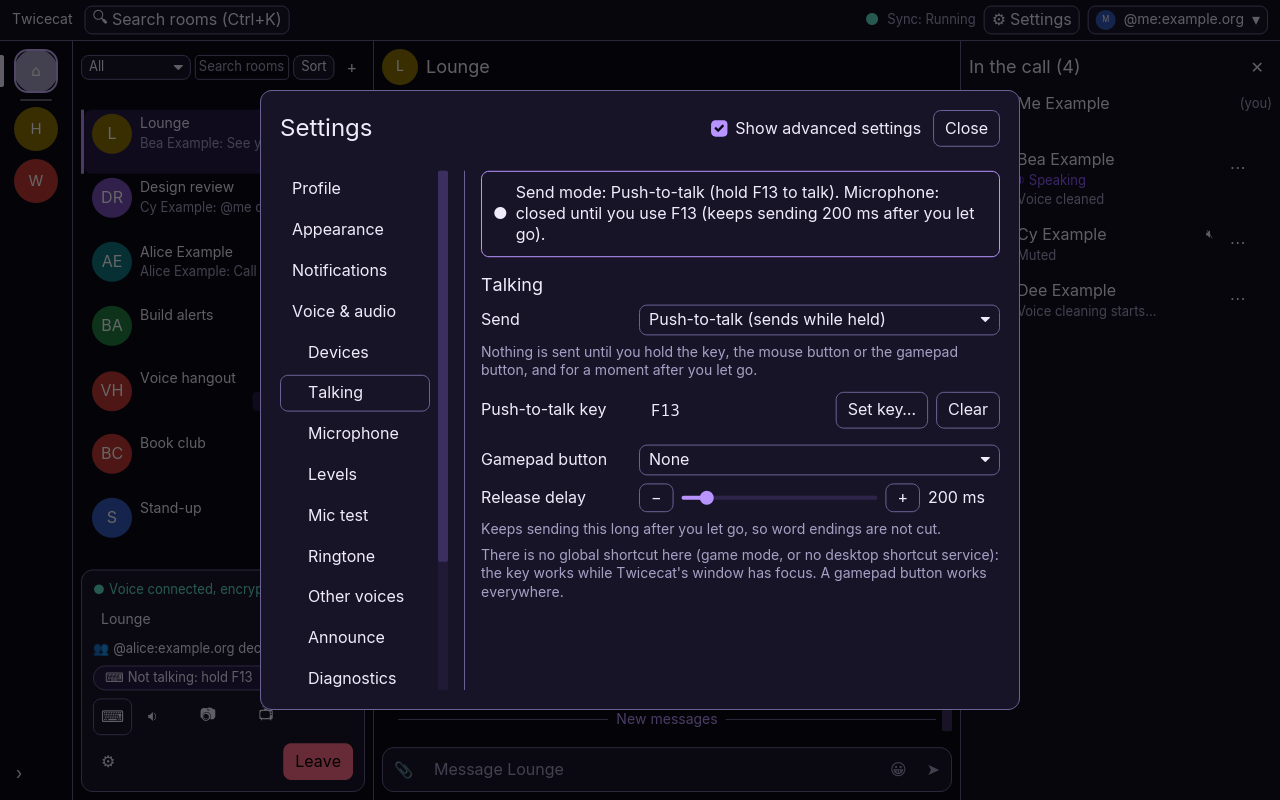 Twicecat
Search rooms (Ctrl+K)
Sync: Running
Settings
M
@me:example.org
All
Search rooms
Sort
+
L
Lounge
In the call (4)
H
W
L
Lounge
Bea Example: See y
DR
Design review
Cy Example: @me c
AE
Alice Example
Alice Example: Call
BA
Build alerts
VH
Voice hangout
BC
Book club
S
Stand-up
Voice connected, encryp
Lounge
@alice:example.org dec
Not talking: hold F13
Leave
Settings
Show advanced settings
Close
Profile
Appearance
Notifications
Voice & audio
Devices
Talking
Microphone
Levels
Mic test
Ringtone
Other voices
Announce
Diagnostics
Send mode: Push-to-talk (hold F13 to talk). Microphone:
closed until you use F13 (keeps sending 200 ms after you let
go).
Talking
Send
Push-to-talk (sends while held)
Nothing is sent until you hold the key, the mouse button or the gamepad
button, and for a moment after you let go.
Push-to-talk key
F13
Set key...
Clear
Gamepad button
None
Release delay
−
+
200 ms
Keeps sending this long after you let go, so word endings are not cut.
There is no global shortcut here (game mode, or no desktop shortcut service):
the key works while Twicecat's window has focus. A gamepad button works
everywhere.
Me Example
(you)
Bea Example
Speaking
Voice cleaned
...
Cy Example
Muted
...
Dee Example
Voice cleaning starts...
...
New messages
Message Lounge